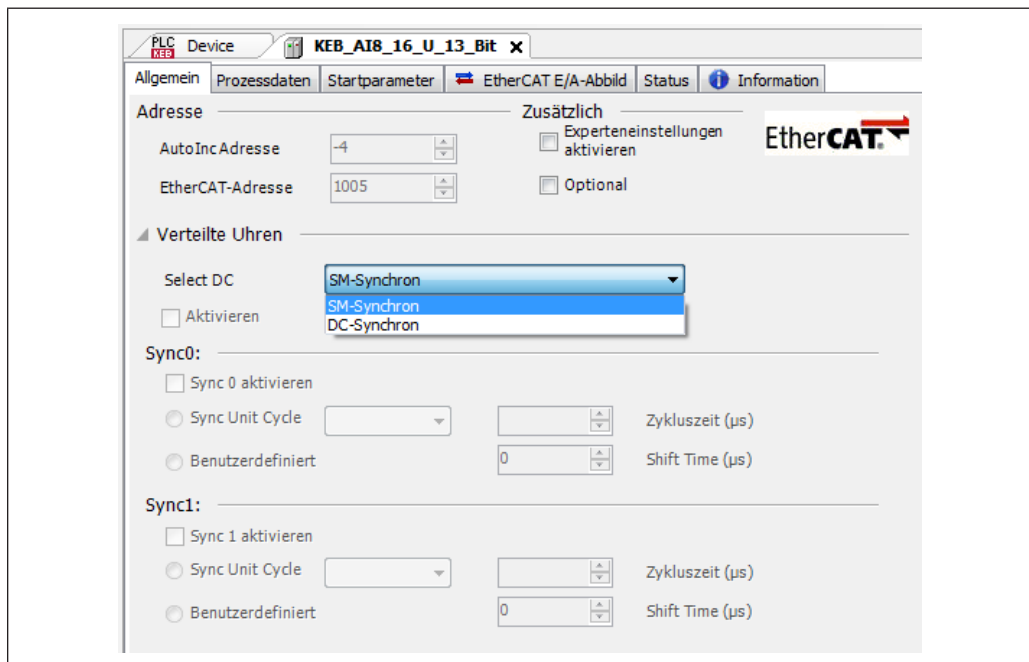 PLC KEB Device KEB_AI8_16_U_13_Bit x
Allgemein Prozessdaten Startparameter EtherCAT E/A-Abbild Status Information
Adresse Zusätzlich
AutoInc Adresse -4 Experteneinstellungen aktivieren
EtherCAT-Adresse 1005 Optional
EtherCAT.
Verteilte Uhren
Select DC SM-Synchron
SM-Synchron
Aktivieren DC-Synchron
Sync0:
Sync 0 aktivieren
Sync Unit Cycle Zykluszeit (µs)
Benutzerdefiniert 0 Shift Time (µs)
Sync1:
Sync 1 aktivieren
Sync Unit Cycle Zykluszeit (µs)
Benutzerdefiniert 0 Shift Time (µs)